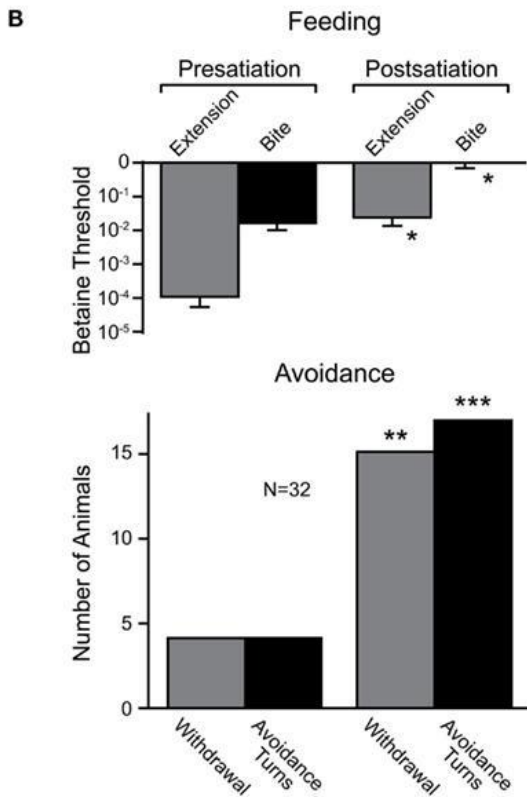 B
Feeding
Presatiation Postsatiation
Extension Bite Extension Bite
Betaine Threshold
0
10⁻¹
10⁻²
10⁻³
10⁻⁴
10⁻⁵
* *
Avoidance
Number of Animals
15
10
5
0
N=32
** ***
Withdrawal Avoidance Turns Withdrawal Avoidance Turns